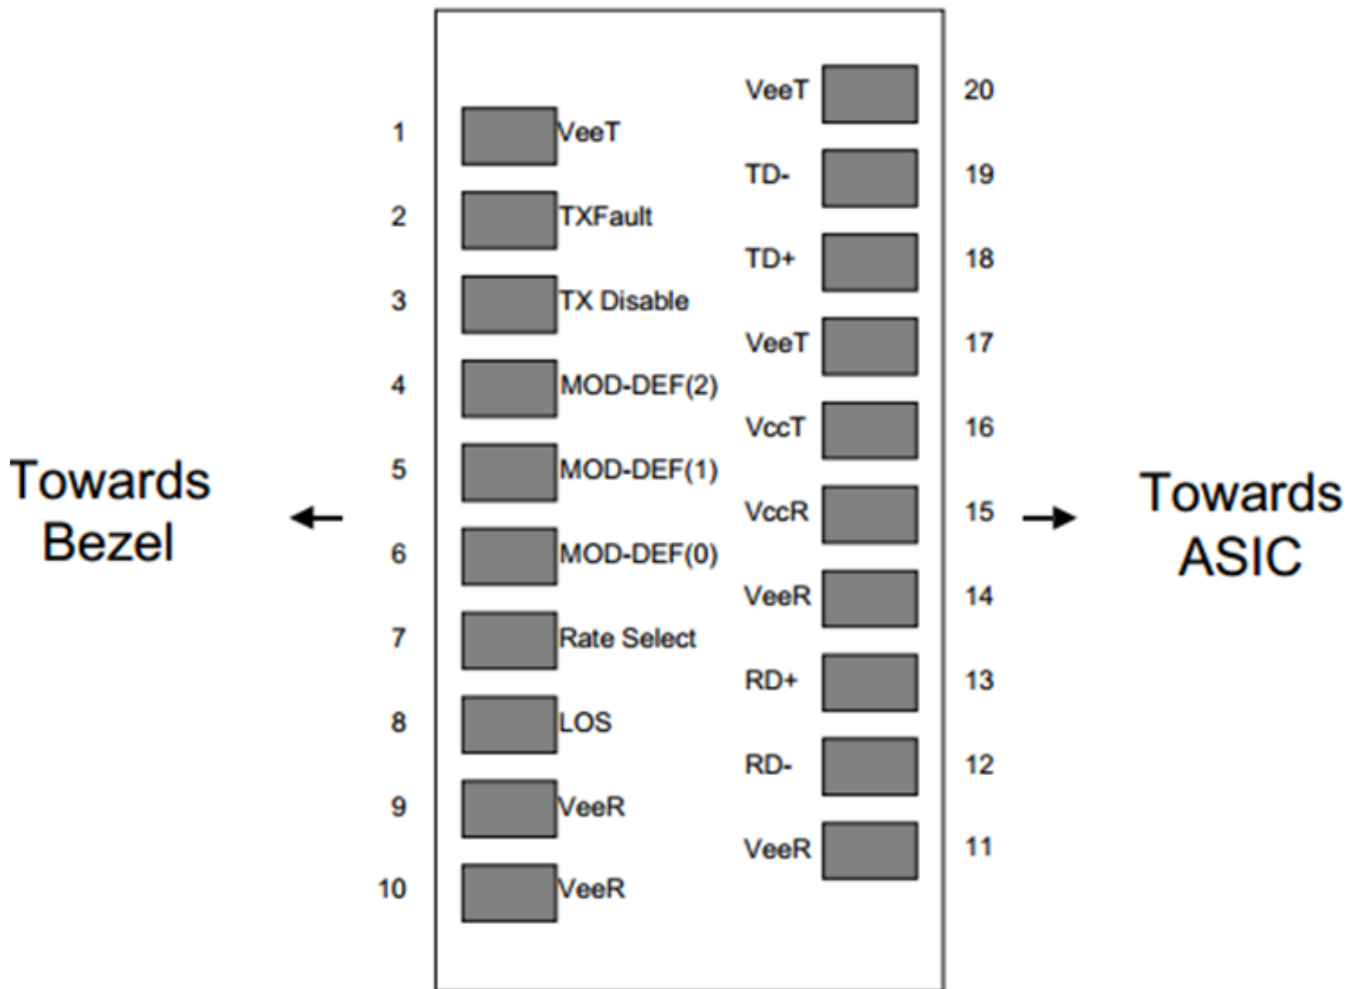 1 VeeT
2 TXFault
3 TX Disable
4 MOD-DEF(2)
5 MOD-DEF(1)
6 MOD-DEF(0)
7 Rate Select
8 LOS
9 VeeR
10 VeeR
VeeT 20
TD- 19
TD+ 18
VeeT 17
VccT 16
VccR 15
VeeR 14
RD+ 13
RD- 12
VeeR 11
Towards
Bezel
Towards
ASIC